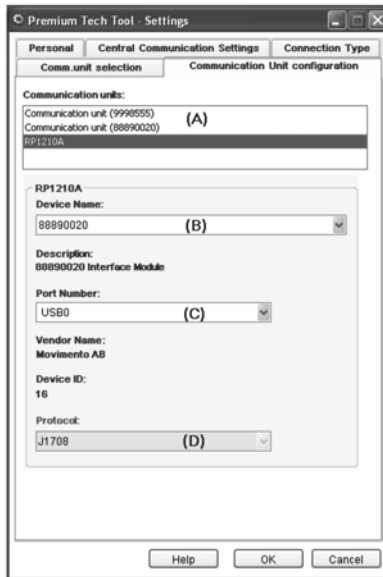 Premium Tech Tool - Settings
Personal
Central Communication Settings
Connection Type
Comm.unit selection
Communication Unit configuration
Communication units:
Communication unit (9998555)
(A)
Communication unit (88890020)
RP1210A
RP1210A
Device Name:
88890020
(B)
Description:
88890020 Interface Module
Port Number:
USB0
(C)
Vendor Name:
Movimento AB
Device ID:
16
Protocol:
J1708
(D)
Help
OK
Cancel